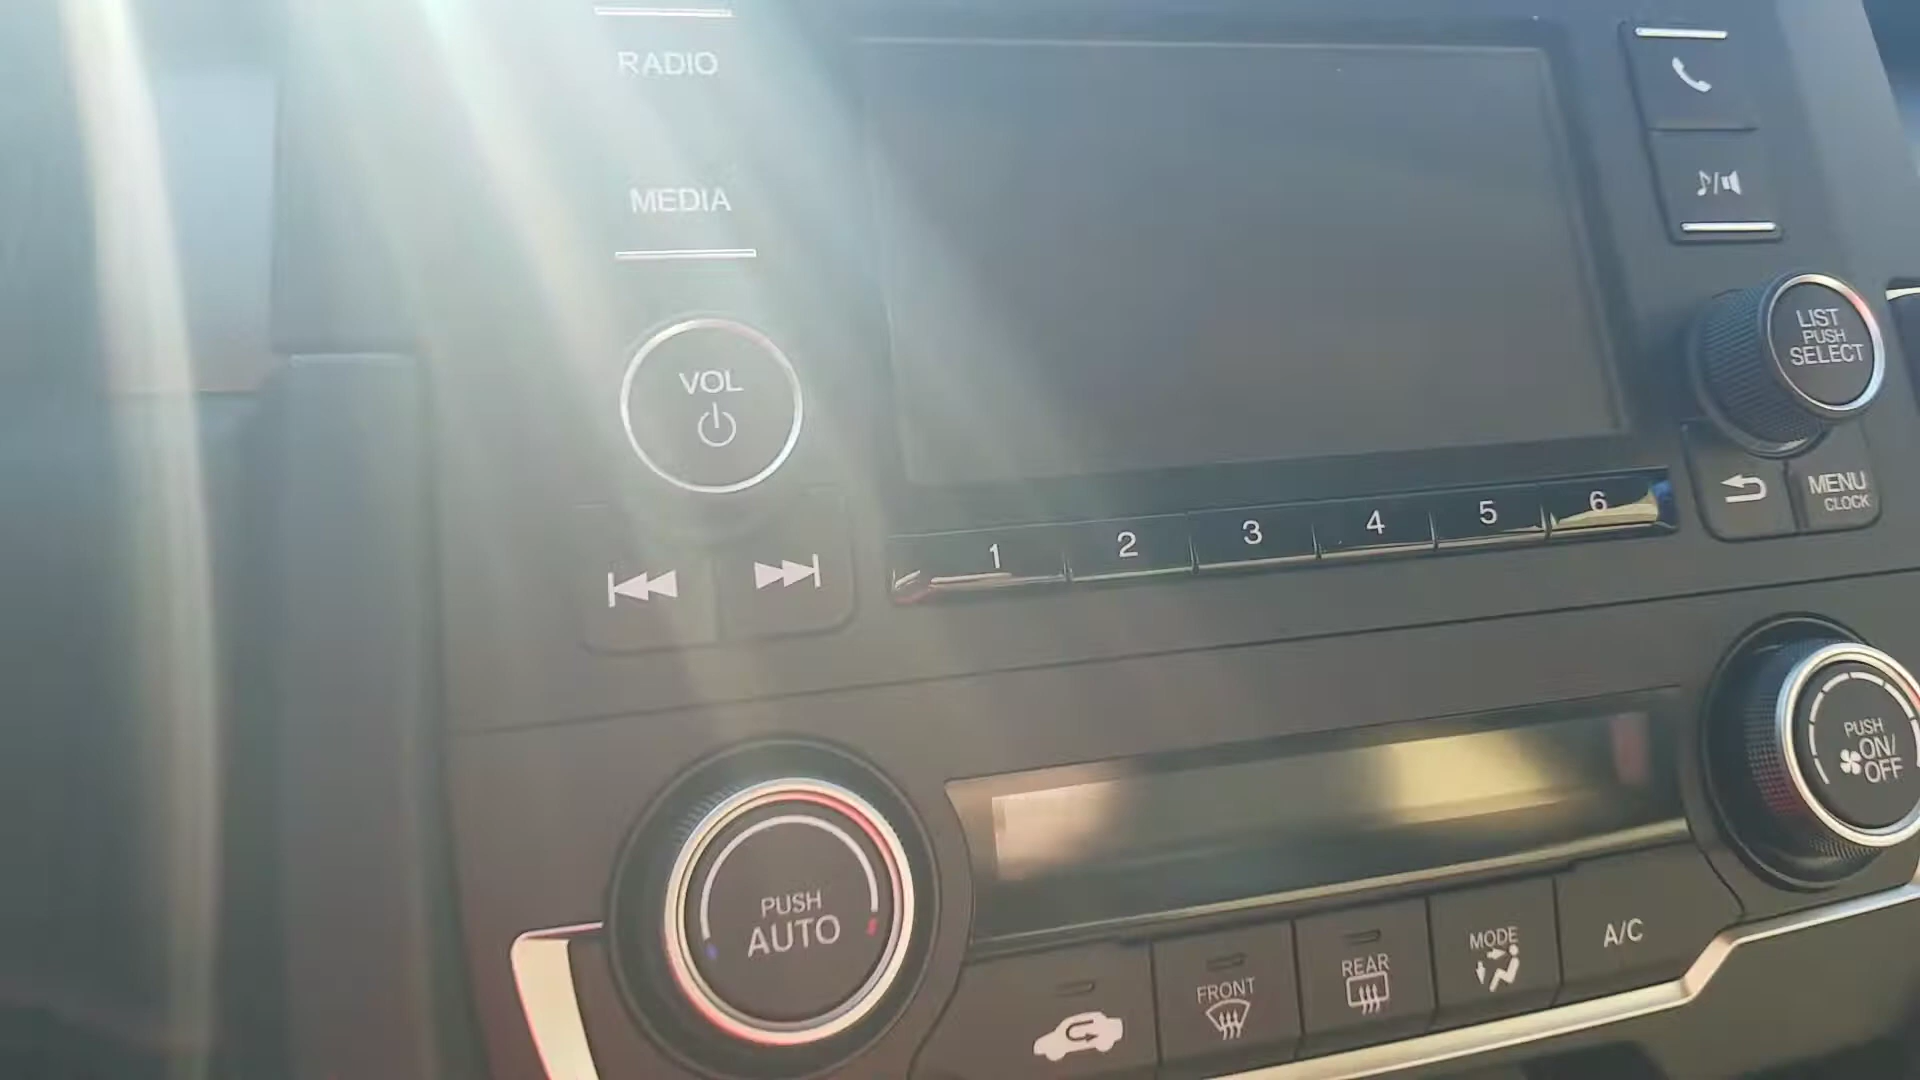 RADIO
MEDIA
VOL
LIST
PUSH
SELECT
MENU
CLOCK
1 2 3 4 5 6
PUSH
ON/
OFF
PUSH
AUTO
FRONT
REAR
MODE
A/C